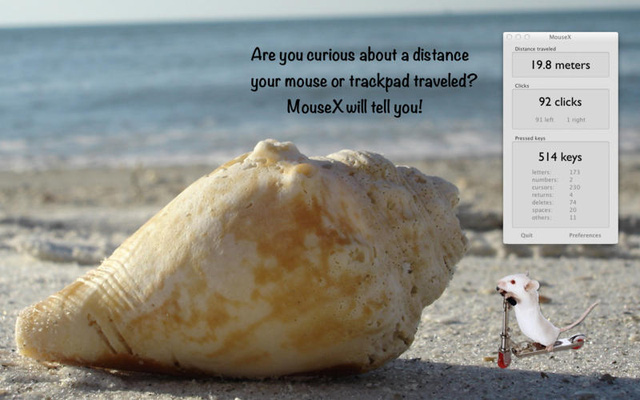 Are you curious about a distance
your mouse or trackpad traveled?
MouseX will tell you!
MouseX
Distance traveled
19.8 meters
Clicks
92 clicks
91 left 1 right
Pressed keys
514 keys
letters: 173
numbers: 2
cursors: 230
returns: 4
deletes: 74
spaces: 20
others: 11
Quit Preferences